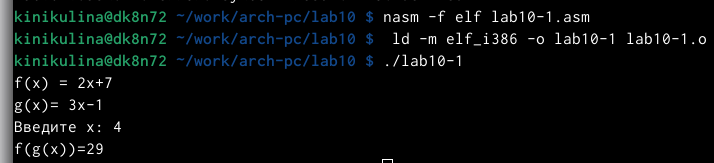 kinikulina@dk8n72 ~/work/arch-pc/lab10 $ nasm -f elf lab10-1.asm
kinikulina@dk8n72 ~/work/arch-pc/lab10 $  ld -m elf_i386 -o lab10-1 lab10-1.o
kinikulina@dk8n72 ~/work/arch-pc/lab10 $ ./lab10-1
f(x) = 2x+7
g(x)= 3x-1
Введите x: 4
f(g(x))=29